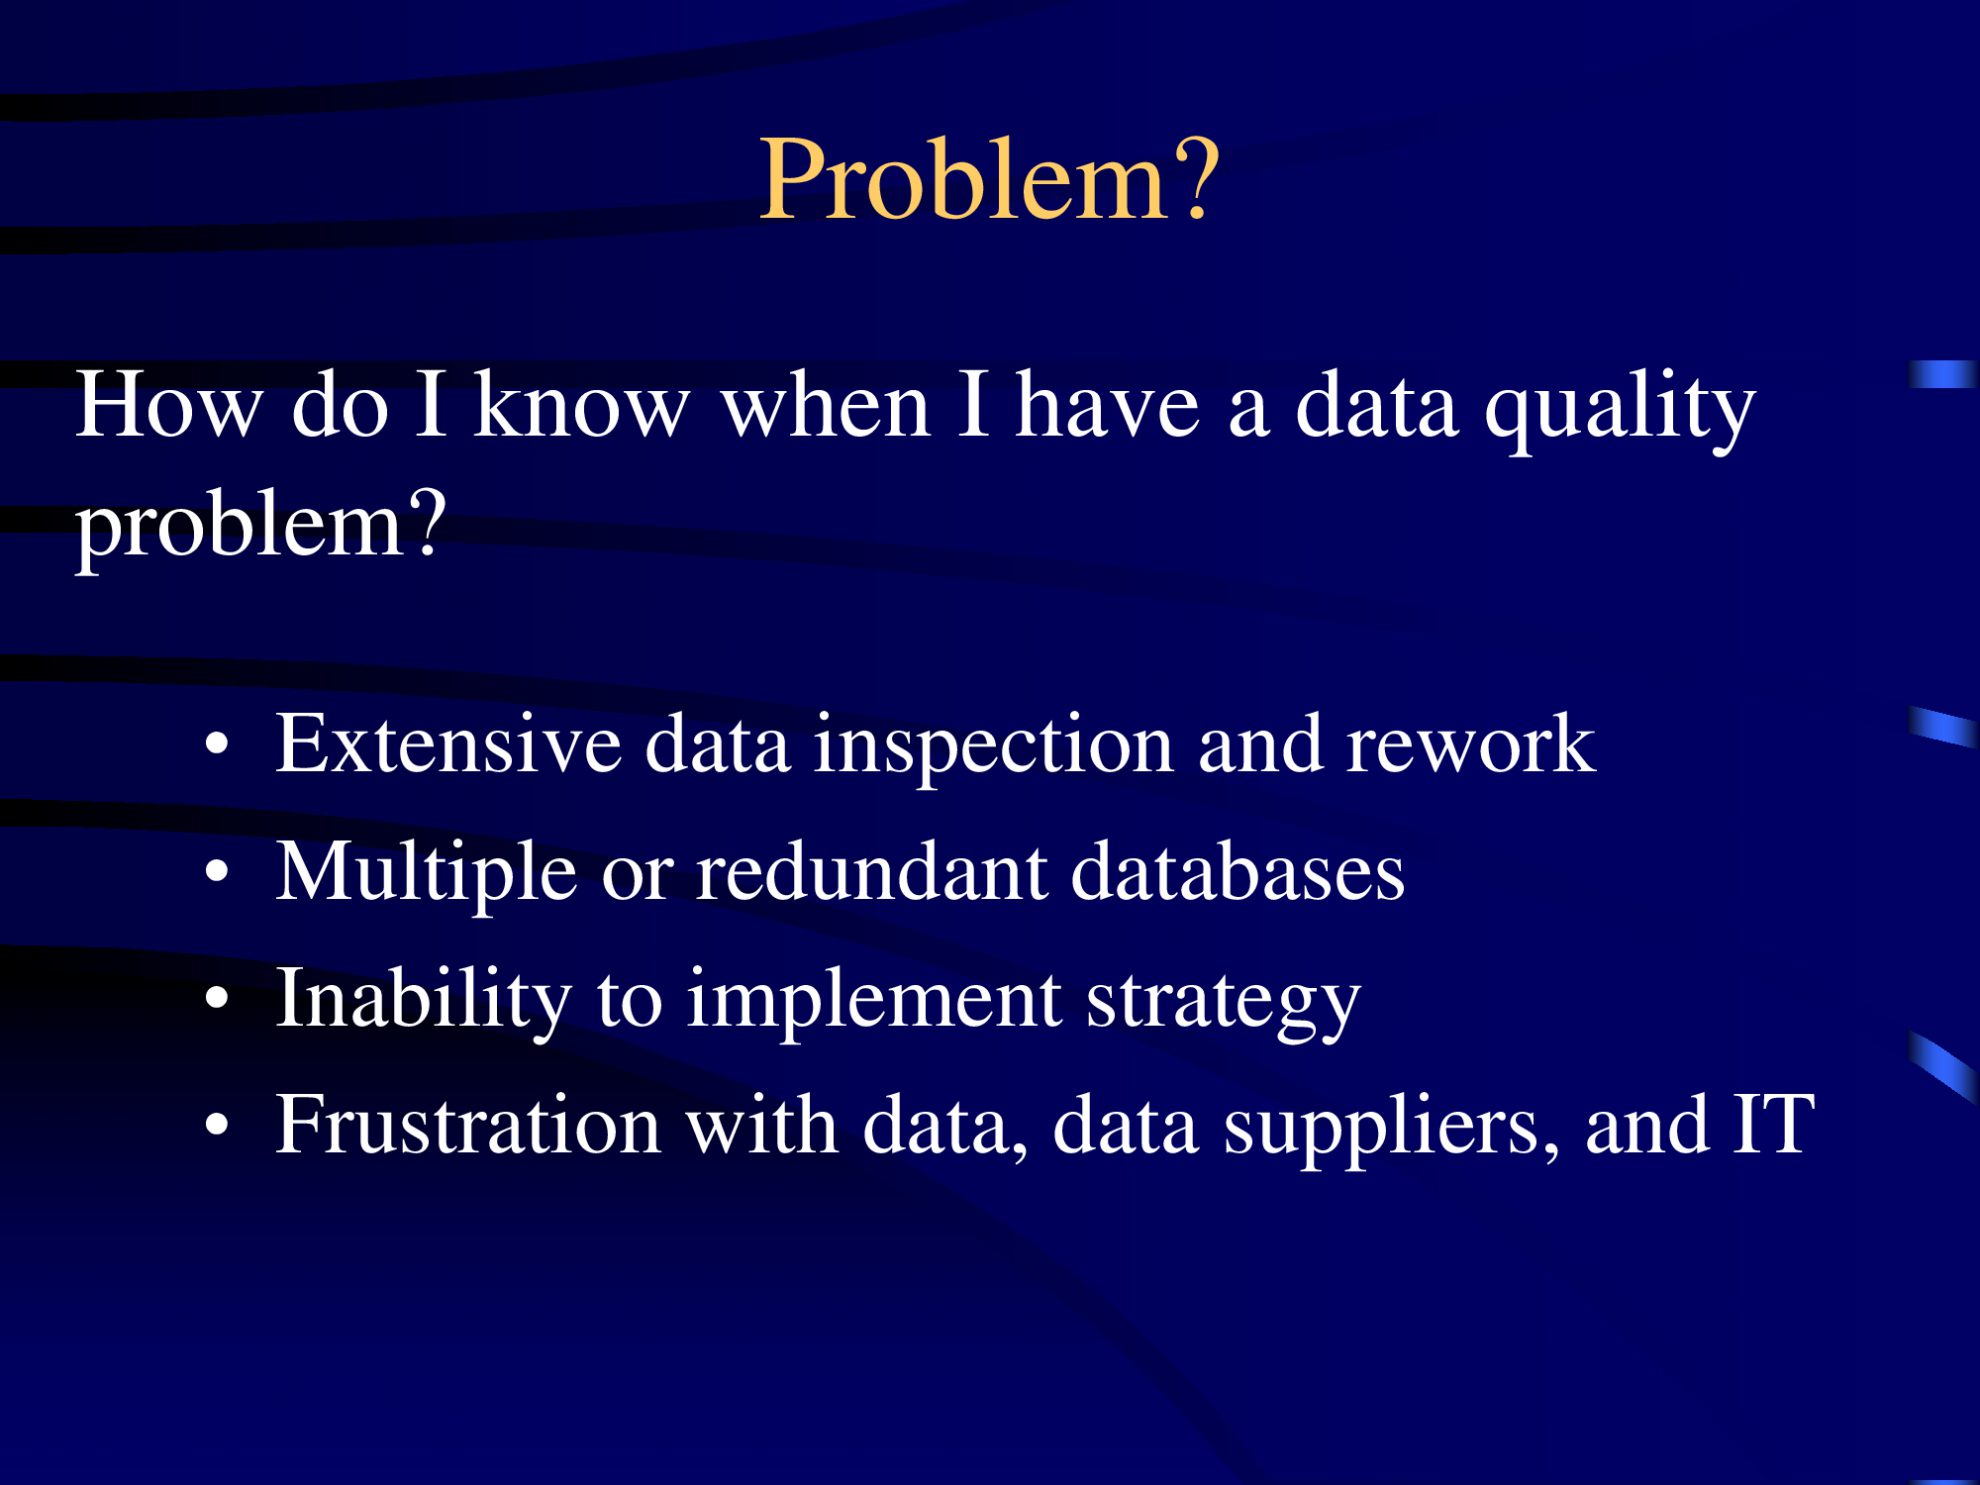 Problem?
How do I know when I have a data quality
problem?
• Extensive data inspection and rework
• Multiple or redundant databases
• Inability to implement strategy
• Frustration with data, data suppliers, and IT